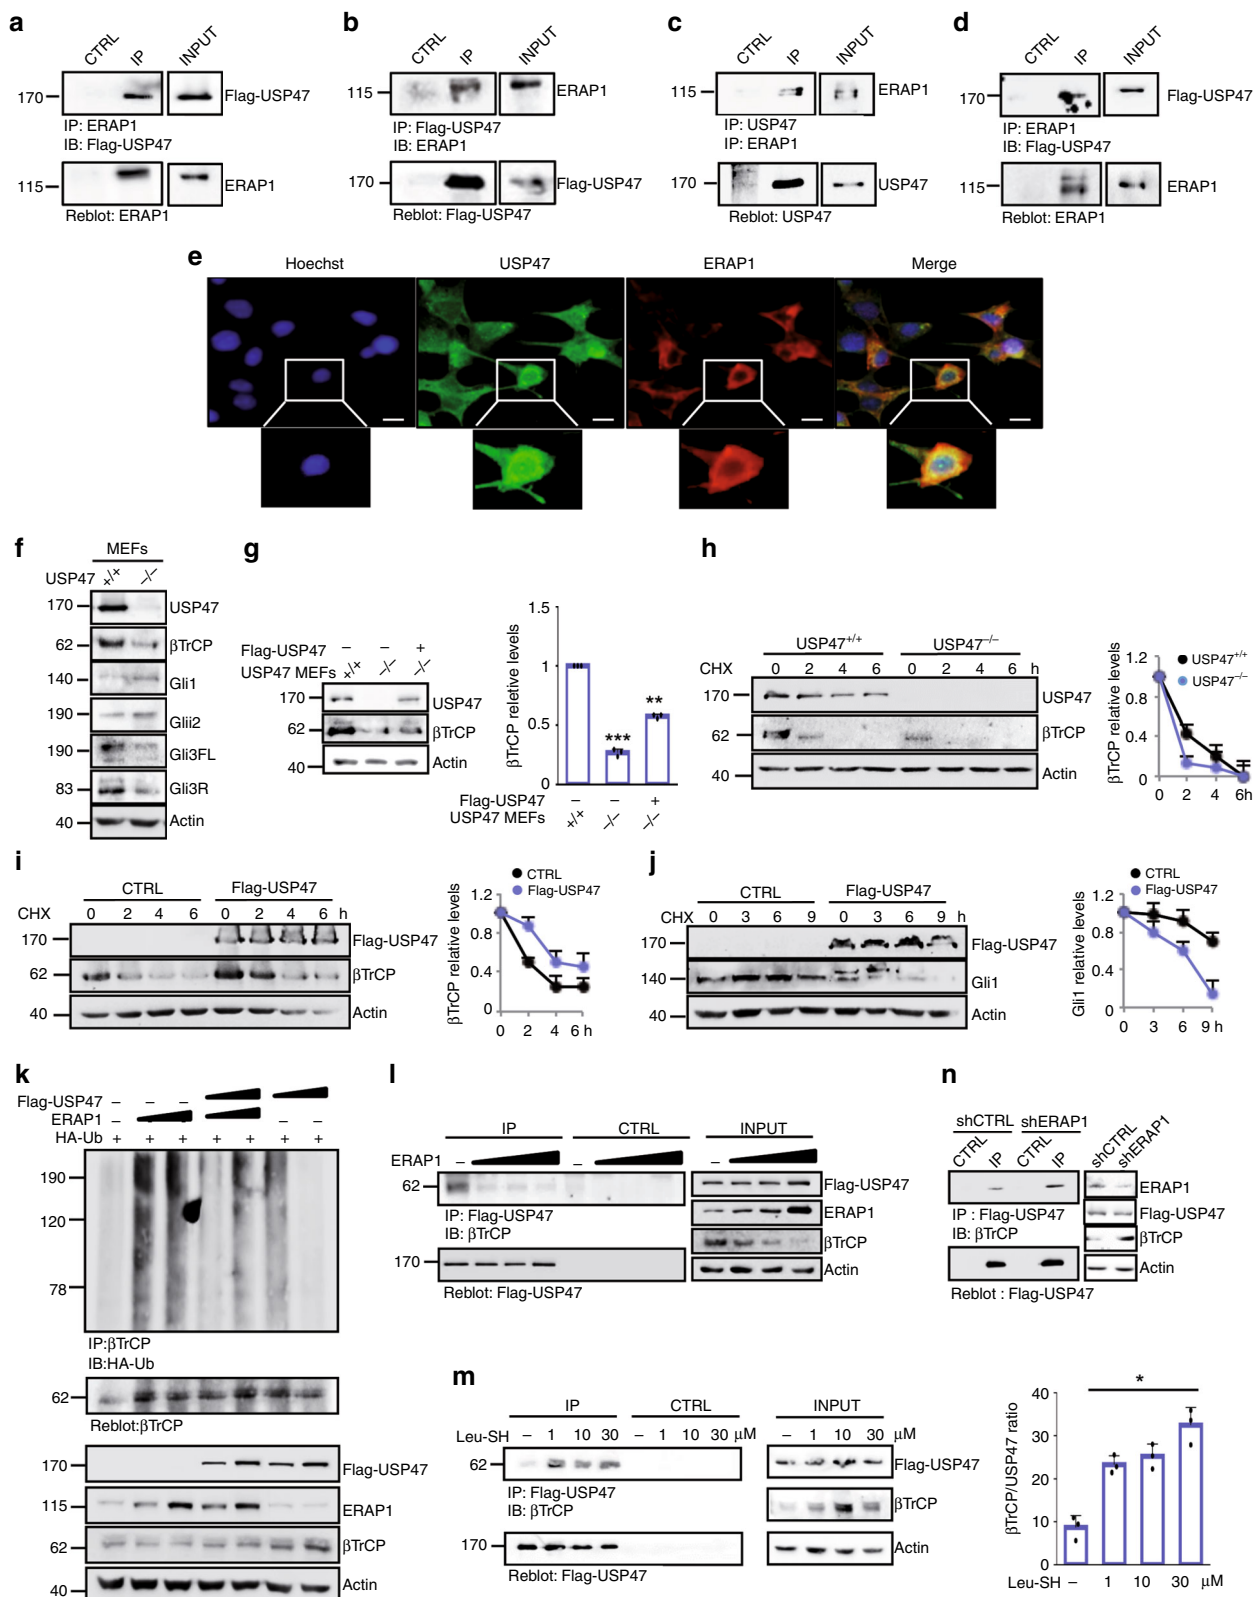 a
CTRL IP INPUT
170
Flag-USP47
IP: ERAP1
IB: Flag-USP47
115
ERAP1
Reblot: ERAP1
b
CTRL IP INPUT
115
ERAP1
IP: Flag-USP47
IB: ERAP1
170
Flag-USP47
Reblot: Flag-USP47
c
CTRL IP INPUT
115
ERAP1
IP: USP47
IP: ERAP1
170
USP47
Reblot: USP47
d
CTRL IP INPUT
170
Flag-USP47
IP: ERAP1
IB: Flag-USP47
115
ERAP1
Reblot: ERAP1
e
Hoechst USP47 ERAP1 Merge
f
MEFs
USP47 +/+ -/-
170 USP47
62 βTrCP
140 Gli1
190 Glii2
190 Gli3FL
83 Gli3R
40 Actin
g
Flag-USP47 – – +
USP47 MEFs +/+ -/- -/-
170 USP47
62 βTrCP
40 Actin
βTrCP reletive levels
1.5
1
0.5
0
***
**
Flag-USP47 – – +
USP47 MEFs +/+ -/- -/-
h
USP47+/+ USP47–/–
CHX 0 2 4 6 0 2 4 6 h
170 USP47
62 βTrCP
40 Actin
βTrCP relative levels
1.2
0.8
0.4
0
USP47+/+
USP47–/–
0 2 4 6h
i
CTRL Flag-USP47
CHX 0 2 4 6 0 2 4 6 h
170 Flag-USP47
62 βTrCP
40 Actin
βTrCP relative levels
1.2
0.8
0.4
0
CTRL
Flag-USP47
0 2 4 6 h
j
CTRL Flag-USP47
CHX 0 3 6 9 0 3 6 9 h
170 Flag-USP47
140 Gli1
40 Actin
Gli1 relative levels
1.2
0.8
0.4
0
CTRL
Flag-USP47
0 3 6 9 h
k
Flag-USP47 – – –
ERAP1 – – –
HA-Ub + + + + + + +
190
120
78
IP:βTrCP
IB:HA-Ub
62
Reblot:βTrCP
170 Flag-USP47
115 ERAP1
62 βTrCP
40 Actin
l
IP CTRL INPUT
ERAP1 – – –
62
IP: Flag-USP47
IB: βTrCP
170
Reblot: Flag-USP47
Flag-USP47
ERAP1
βTrCP
Actin
n
shCTRL shERAP1
CTRL IP CTRL IP shCTRL shERAP1
IP : Flag-USP47
IB: βTrCP
Reblot : Flag-USP47
ERAP1
Flag-USP47
βTrCP
Actin
m
IP CTRL INPUT
Leu-SH – 1 10 30 – 1 10 30 μM – 1 10 30 μM
62
IP: Flag-USP47
IB: βTrCP
170
Reblot: Flag-USP47
Flag-USP47
βTrCP
Actin
βTrCP/USP47 ratio
40
30
20
10
0
*
Leu-SH – 1 10 30 μM